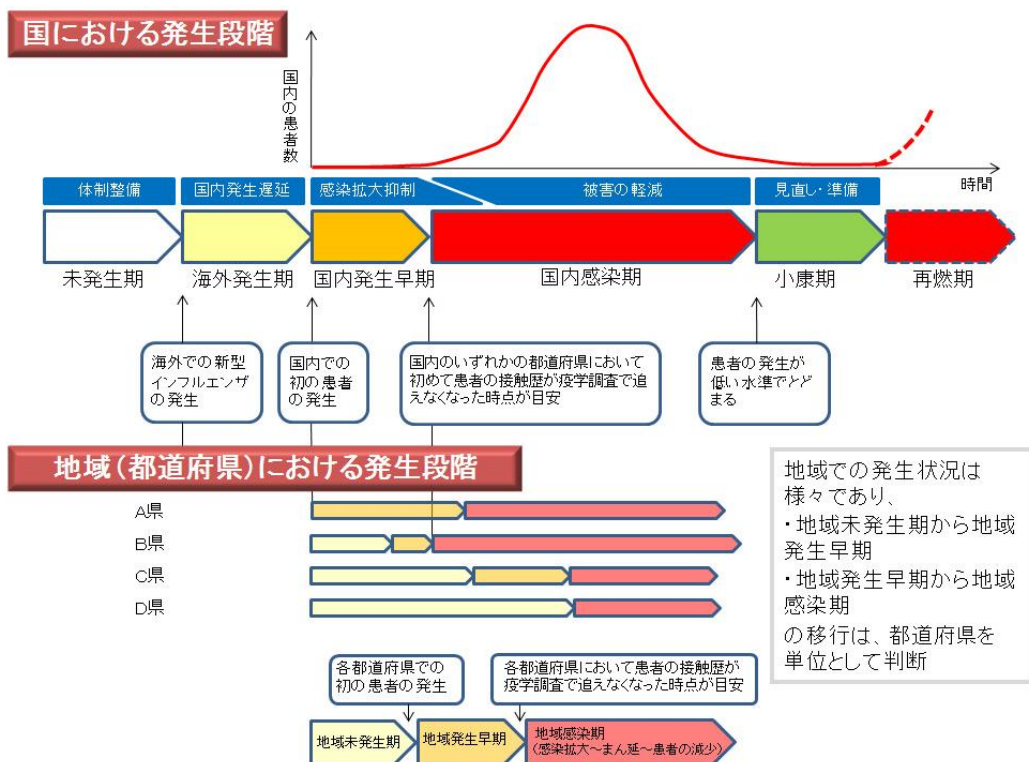 国における発生段階
国内の患者数
時間
体制整備
国内発生遅延
感染拡大抑制
被害の軽減
見直し・準備
未発生期
海外発生期
国内発生早期
国内感染期
小康期
再燃期
海外での新型
インフルエンザ
の発生
国内での
初の患者
の発生
国内のいずれかの都道府県において
初めて患者の接触歴が疫学調査で追
えなくなった時点が目安
患者の発生が
低い水準でとど
まる
地域(都道府県)における発生段階
A県
B県
C県
D県
地域での発生状況は
様々であり、
・地域未発生期から地域
発生早期
・地域発生早期から地域
感染期
の移行は、都道府県を
単位として判断
各都道府県での
初の患者の発生
各都道府県において患者の接触歴が
疫学調査で追えなくなった時点が目安
地域未発生期
地域発生早期
地域感染期
(感染拡大～まん延～患者の減少)